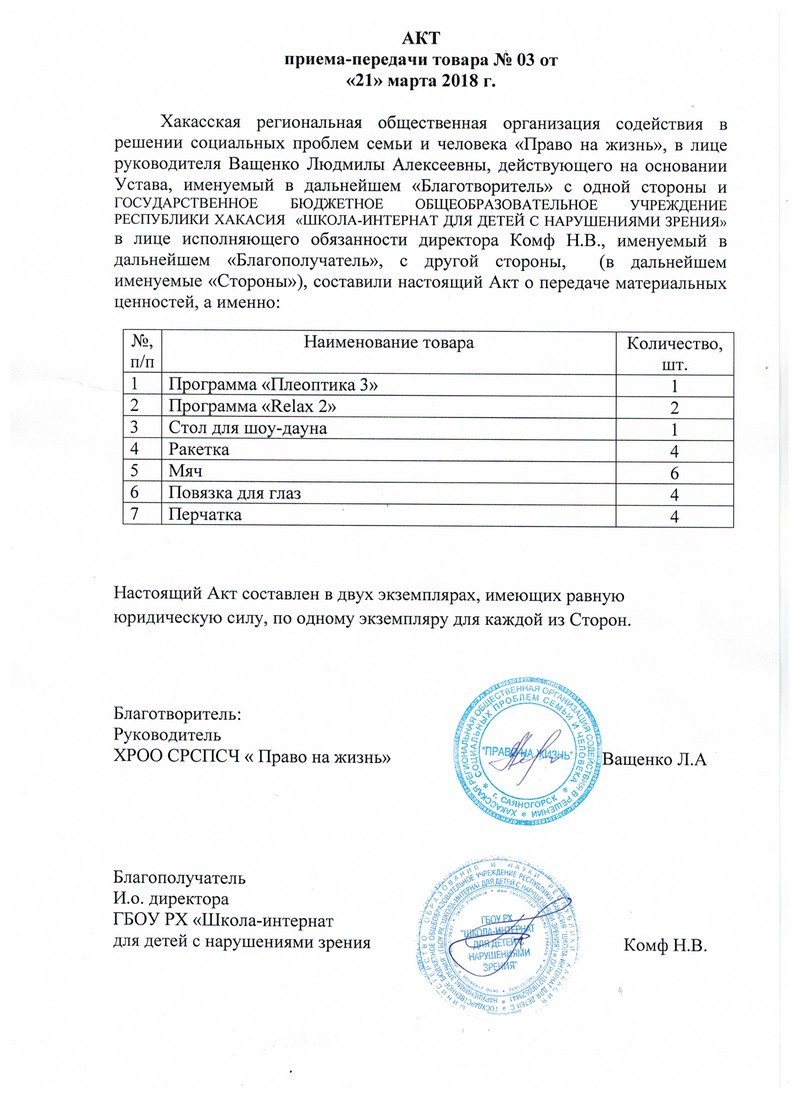 АКТ
приема-передачи товара № 03 от
«21» марта 2018 г.
Хакасская региональная общественная организация содействия в
решении социальных проблем семьи и человека «Право на жизнь», в лице
руководителя Ващенко Людмилы Алексеевны, действующего на основании
Устава, именуемый в дальнейшем «Благотворитель» с одной стороны и
ГОСУДАРСТВЕННОЕ БЮДЖЕТНОЕ ОБЩЕОБРАЗОВАТЕЛЬНОЕ УЧРЕЖДЕНИЕ
РЕСПУБЛИКИ ХАКАСИЯ «ШКОЛА-ИНТЕРНАТ ДЛЯ ДЕТЕЙ С НАРУШЕНИЯМИ ЗРЕНИЯ»
в лице исполняющего обязанности директора Комф Н.В., именуемый в
дальнейшем «Благополучатель», с другой стороны, (в дальнейшем
именуемые «Стороны»), составили настоящий Акт о передаче материальных
ценностей, а именно:
№, п/п Наименование товара Количество, шт.
1 Программа «Плеоптика 3» 1
2 Программа «Relax 2» 2
3 Стол для шоу-дауна 1
4 Ракетка 4
5 Мяч 6
6 Повязка для глаз 4
7 Перчатка 4
Настоящий Акт составлен в двух экземплярах, имеющих равную
юридическую силу, по одному экземпляру для каждой из Сторон.
Благотворитель:
Руководитель
ХРОО СРСПСЧ « Право на жизнь» Ващенко Л.А
ХАКАССКАЯ РЕГИОНАЛЬНАЯ ОБЩЕСТВЕННАЯ ОРГАНИЗАЦИЯ СОДЕЙСТВИЯ В РЕШЕНИИ
СОЦИАЛЬНЫХ ПРОБЛЕМ СЕМЬИ И ЧЕЛОВЕКА
"ПРАВО НА ЖИЗНЬ"
г. САЯНОГОРСК
Благополучатель
И.о. директора
ГБОУ РХ «Школа-интернат
для детей с нарушениями зрения Комф Н.В.
ГБОУ РХ
"ШКОЛА-ИНТЕРНАТ
ДЛЯ ДЕТЕЙ С
НАРУШЕНИЯМИ
ЗРЕНИЯ"